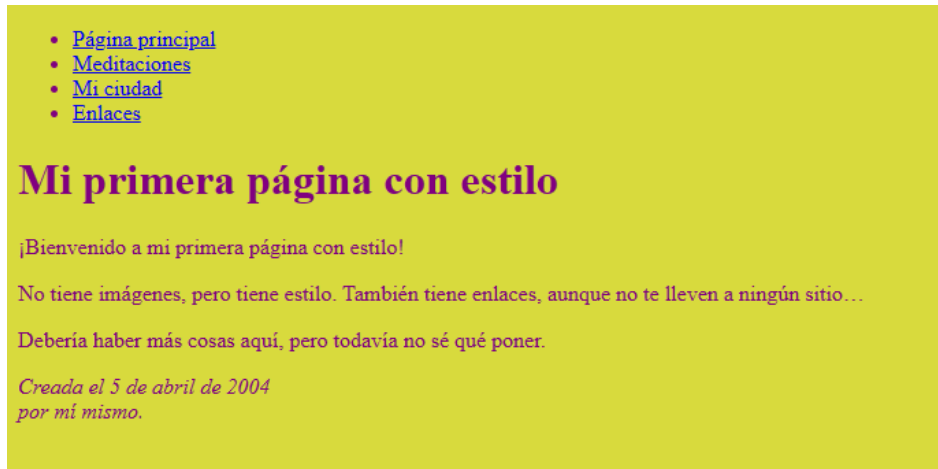 Página principal
Meditaciones
Mi ciudad
Enlaces
Mi primera página con estilo
¡Bienvenido a mi primera página con estilo!
No tiene imágenes, pero tiene estilo. También tiene enlaces, aunque no te lleven a ningún sitio…
Debería haber más cosas aquí, pero todavía no sé qué poner.
Creada el 5 de abril de 2004
por mí mismo.